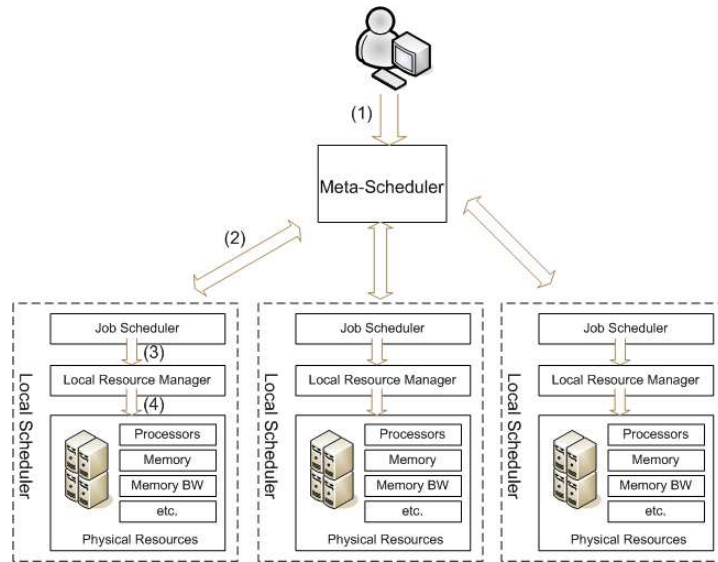 (1)
Meta-Scheduler
(2)
Local Scheduler
Job Scheduler
(3)
Local Resource Manager
(4)
Processors
Memory
Memory BW
etc.
Physical Resources
Local Scheduler
Job Scheduler
Local Resource Manager
Processors
Memory
Memory BW
etc.
Physical Resources
Local Scheduler
Job Scheduler
Local Resource Manager
Processors
Memory
Memory BW
etc.
Physical Resources